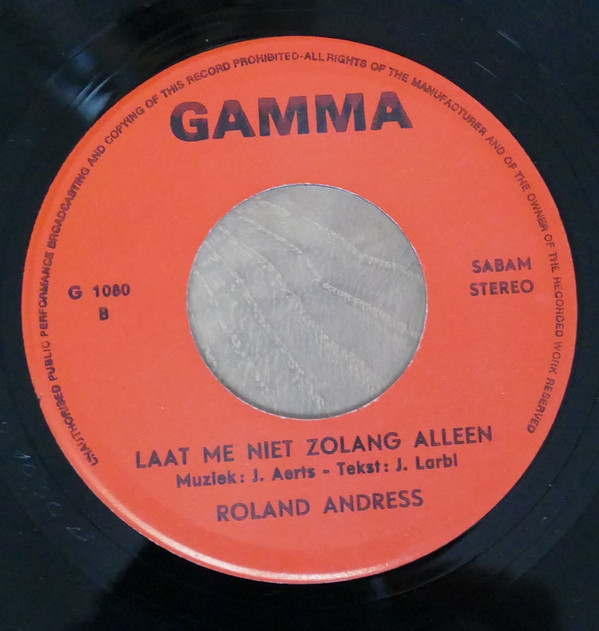 UNAUTHORISED PUBLIC PERFORMANCE BROADCASTING AND COPYING OF THIS RECORD PROHIBITED-ALL RIGHTS OF THE MANUFACTURER AND OF THE OWNER OF THE RECORDED WORK RESERVED
GAMMA
G 1080
B
SABAM
STEREO
LAAT ME NIET ZOLANG ALLEEN
Muziek: J. Aerts - Tekst: J. Larbi
ROLAND ANDRESS